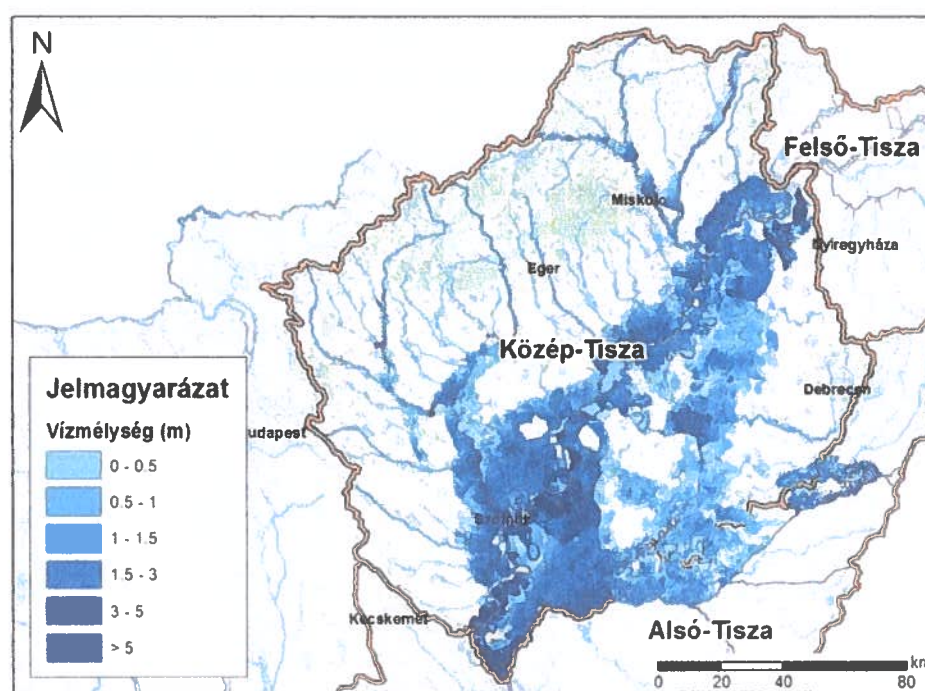 N
Felső-Tisza
Miskolc
Nyíregyháza
Eger
Közép-Tisza
Jelmagyarázat
Vízmélység (m)
0 - 0.5
0.5 - 1
1 - 1.5
1.5 - 3
3 - 5
> 5
Debrecen
udapest
Szolnok
Kecskemét
Alsó-Tisza
km
0 20 40 80